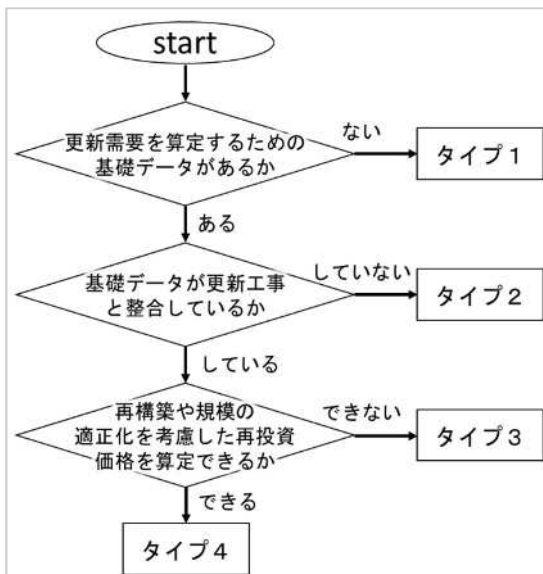 start
更新需要を算定するための
基礎データがあるか
ない
タイプ１
ある
基礎データが更新工事
と整合しているか
していない
タイプ２
している
再構築や規模の
適正化を考慮した再投資
価格を算定できるか
できない
タイプ３
できる
タイプ４